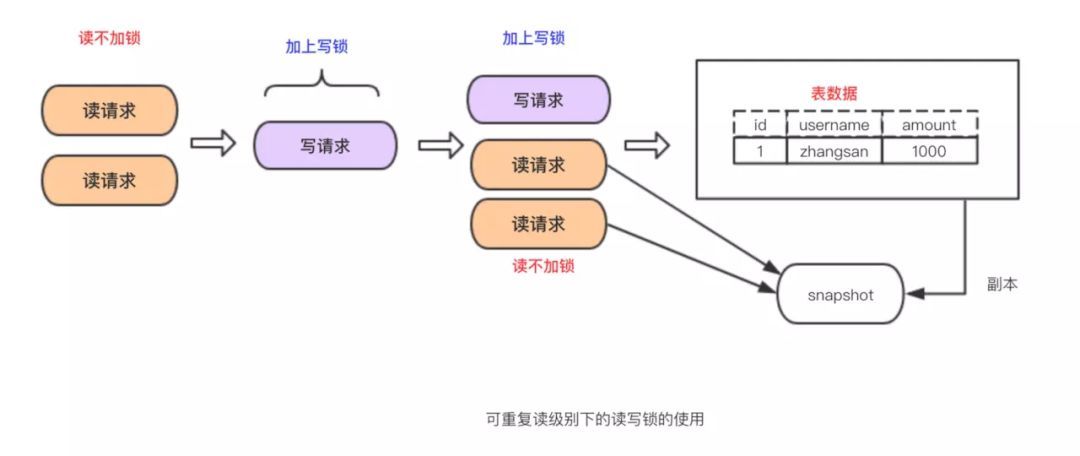 读不加锁
读请求
读请求
加上写锁
写请求
加上写锁
写请求
读请求
读请求
读不加锁
表数据
id username amount
1 zhangsan 1000
snapshot
副本
可重复读级别下的读写锁的使用